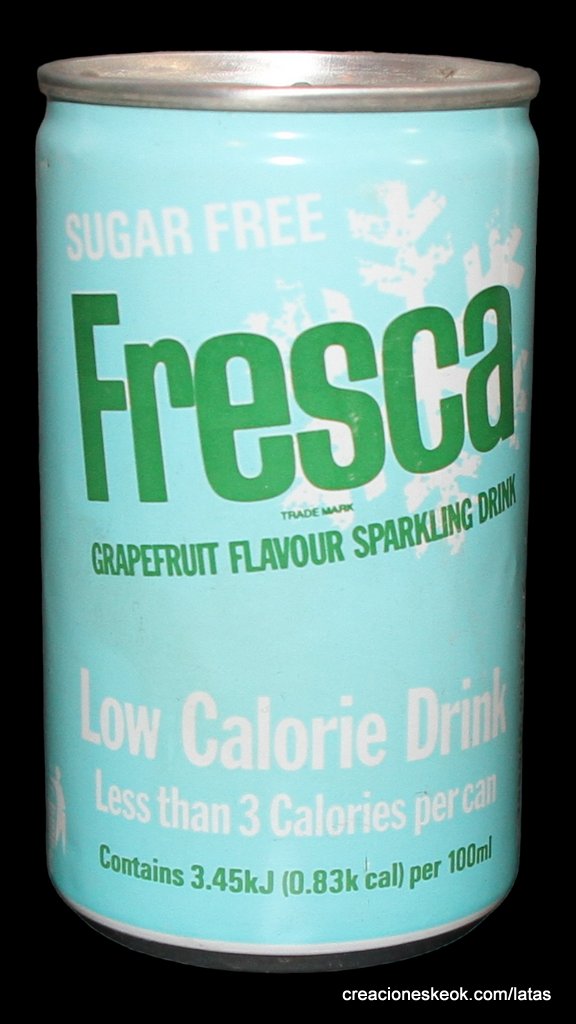 SUGAR FREE
Fresca
TRADE MARK
GRAPEFRUIT FLAVOUR SPARKLING DRINK
Low Calorie Drink
Less than 3 Calories per can
Contains 3.45kJ (0.83k cal) per 100ml
creacioneskeok.com/latas